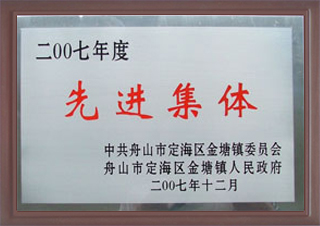 二00七年度
先进集体
中共舟山市定海区金塘镇委员会
舟山市定海区金塘镇人民政府
二00七年十二月